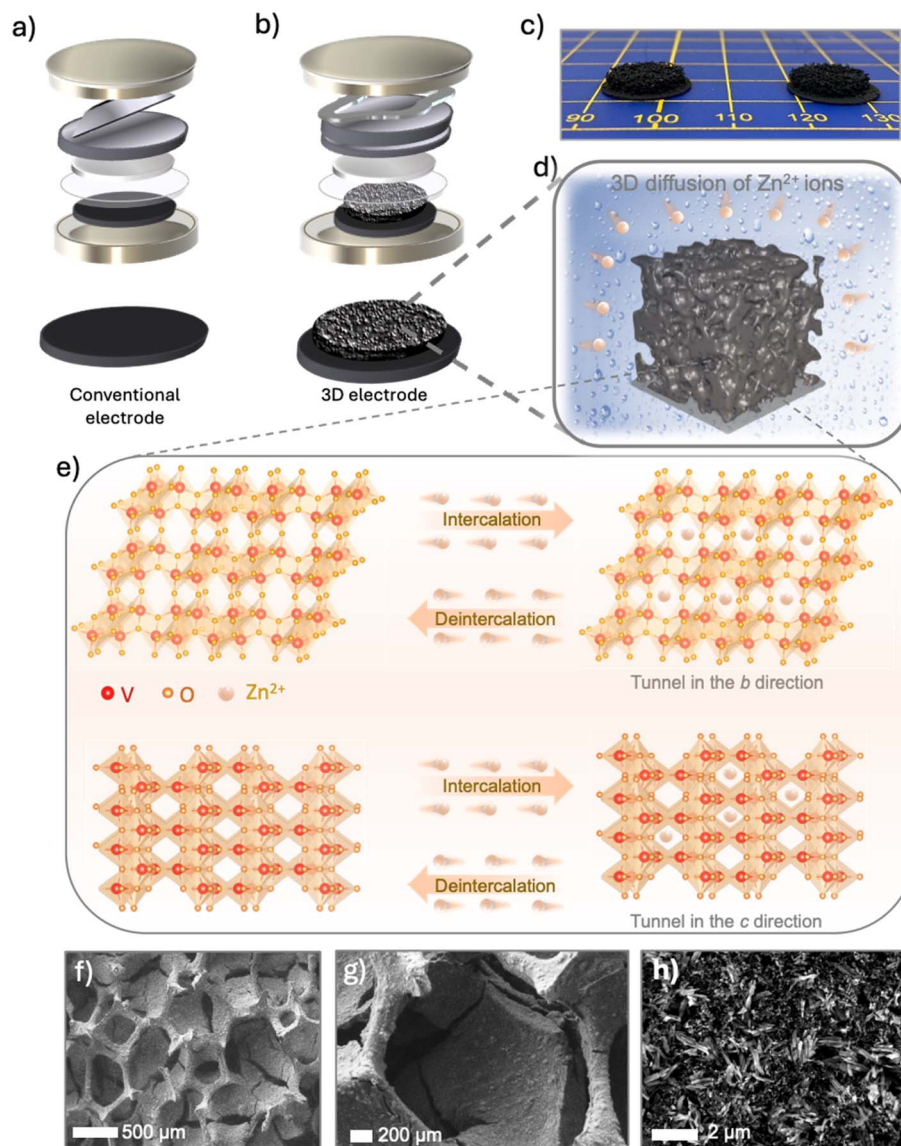 a)
b)
c)
90 100 110 120 130
d)
3D diffusion of Zn²⁺ ions
Conventional
electrode
3D electrode
e)
Intercalation
Deintercalation
V O Zn²⁺
Tunnel in the b direction
Intercalation
Deintercalation
Tunnel in the c direction
f)
g)
h)
500 µm
200 µm
2 µm